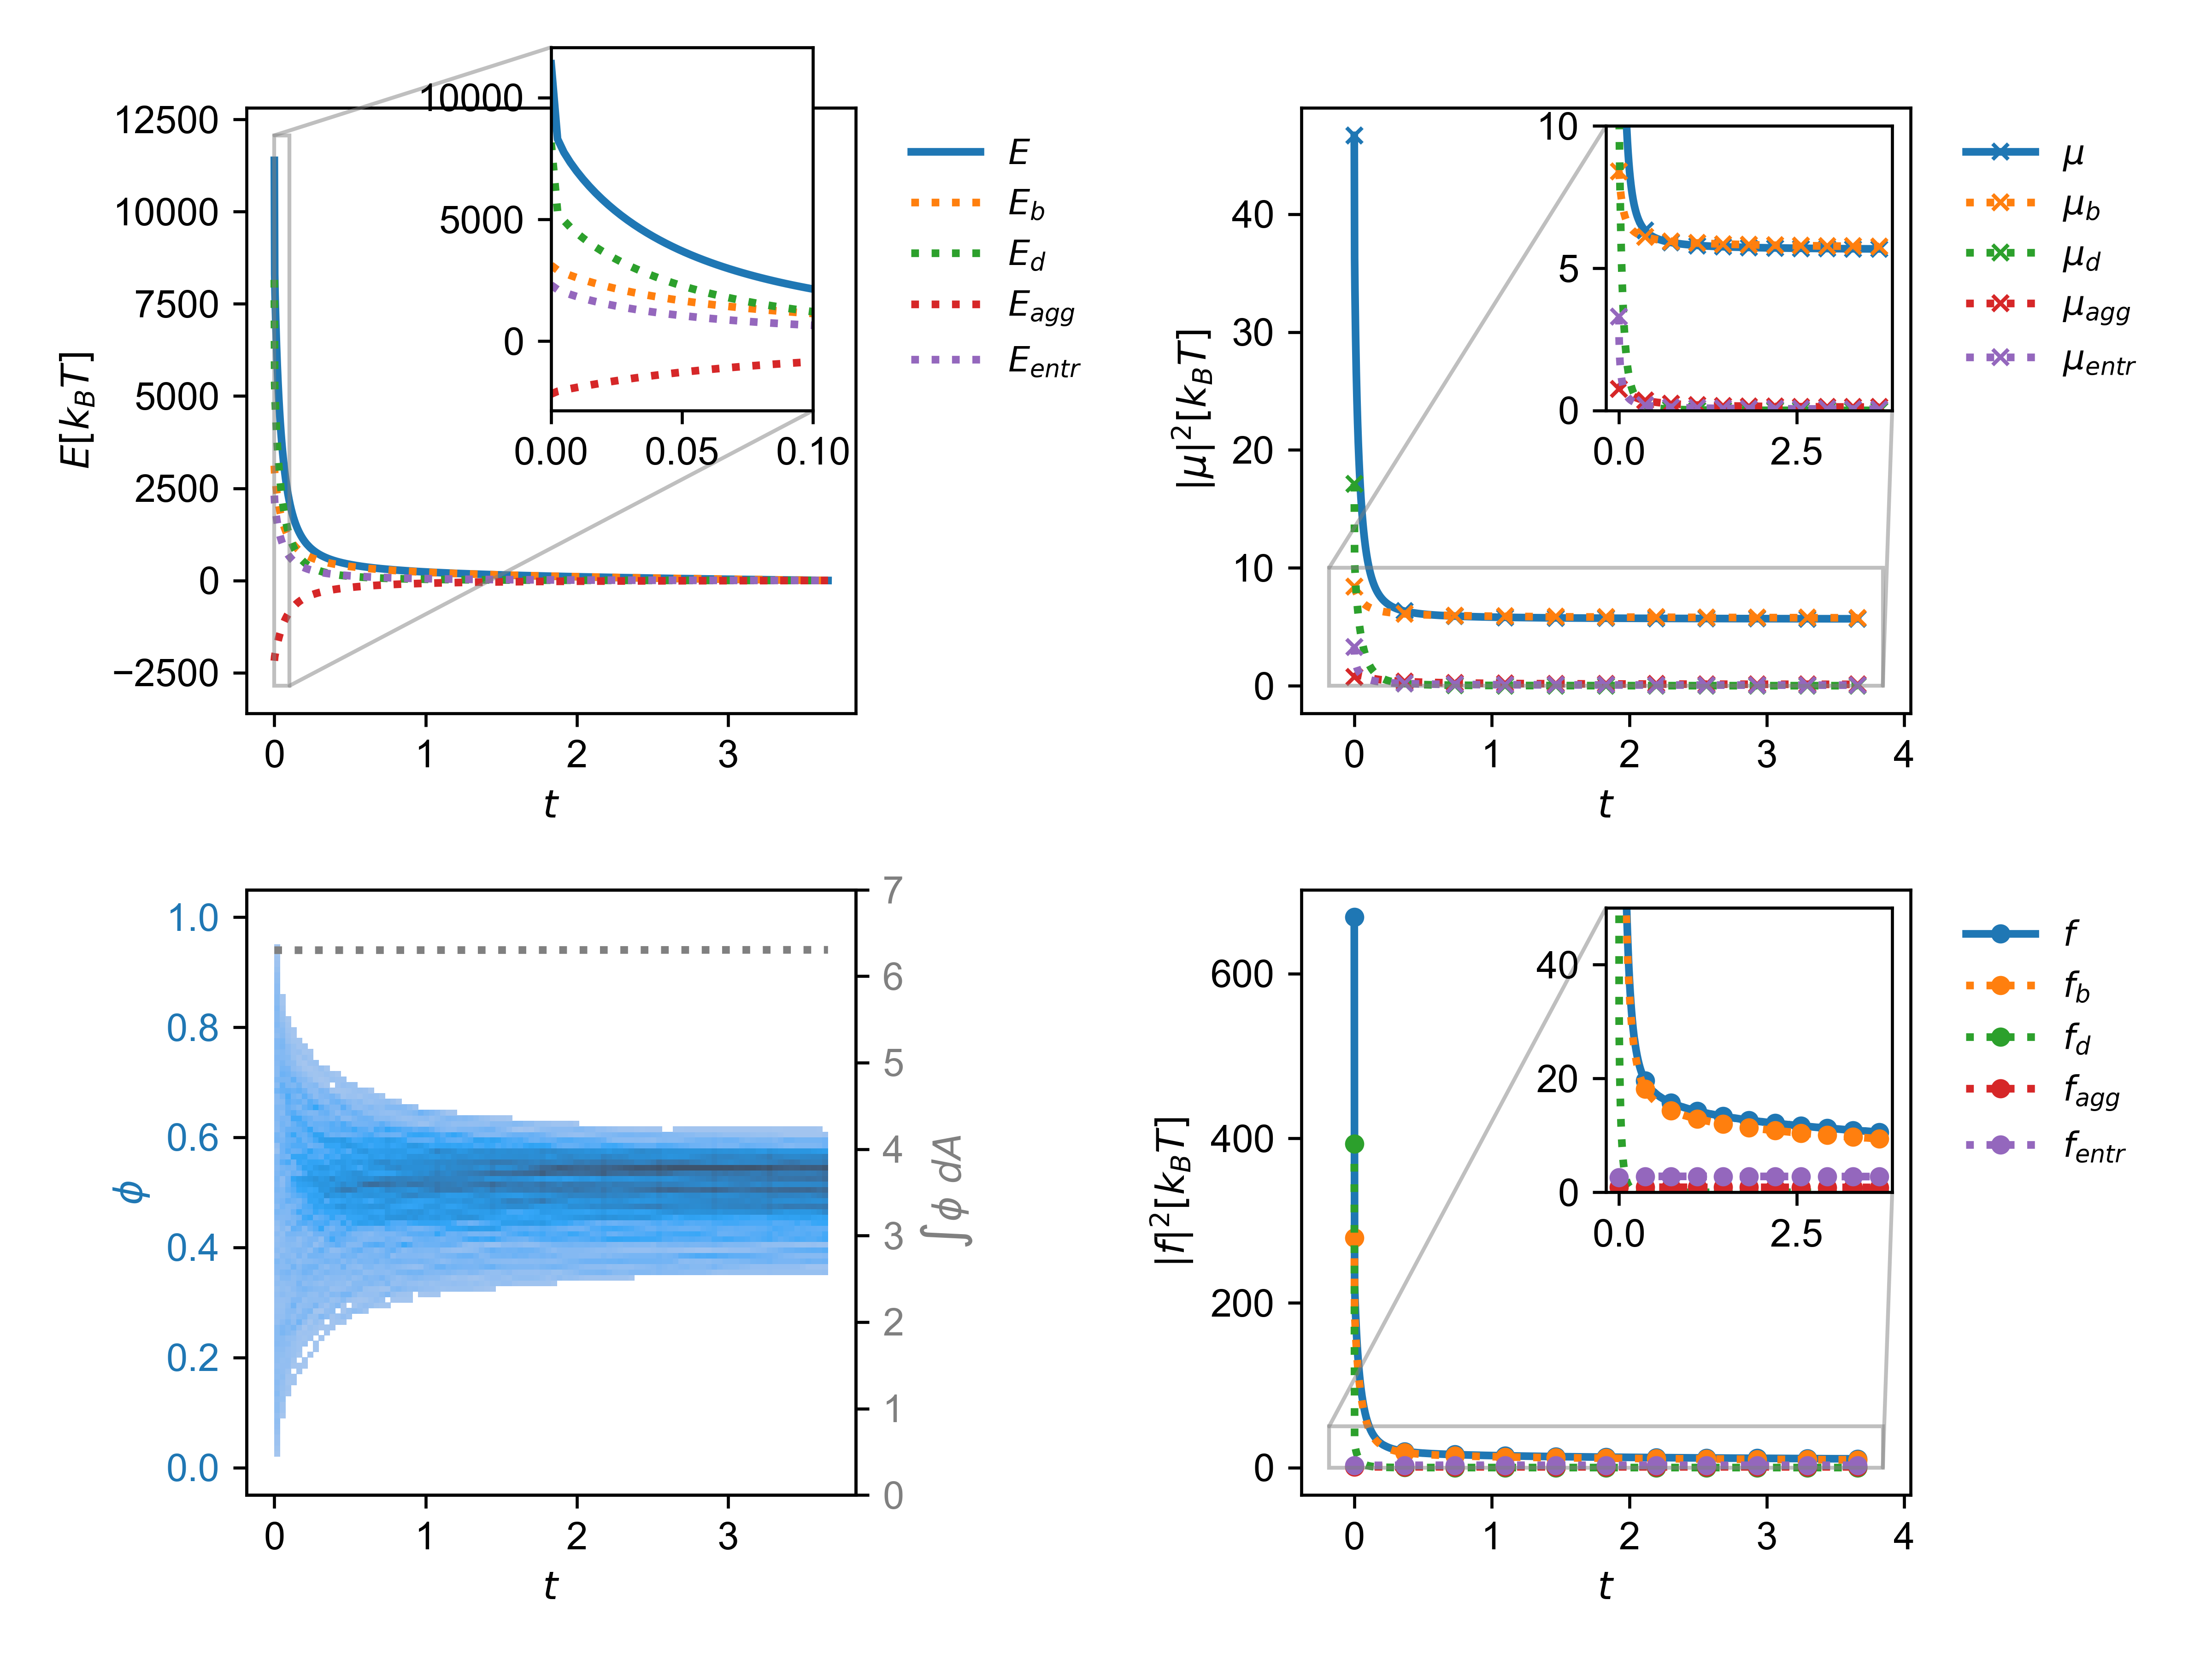 E[k_B T]
12500
10000
7500
5000
2500
0
−2500
0 1 2 3
t
10000
5000
0
0.00 0.05 0.10
E
E_b
E_d
E_agg
E_entr
|μ|²[k_B T]
40
30
20
10
0
0 1 2 3 4
t
10
5
0
0.0 2.5
μ
μ_b
μ_d
μ_agg
μ_entr
ϕ
1.0
0.8
0.6
0.4
0.2
0.0
0 1 2 3
t
7
6
5
4
3
2
1
0
∫ ϕ dA
|f|²[k_B T]
600
400
200
0
0 1 2 3 4
t
40
20
0
0.0 2.5
f
f_b
f_d
f_agg
f_entr